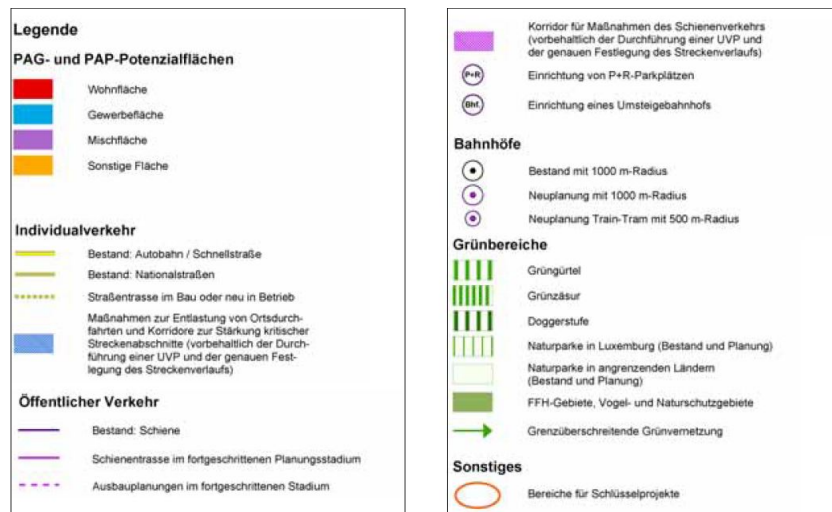 Legende
PAG- und PAP-Potenzialflächen
Wohnfläche
Gewerbefläche
Mischfläche
Sonstige Fläche
Individualverkehr
Bestand: Autobahn / Schnellstraße
Bestand: Nationalstraßen
Straßentrasse im Bau oder neu in Betrieb
Maßnahmen zur Entlastung von Ortsdurch-
fahrten und Korridore zur Stärkung kritischer
Streckenabschnitte (vorbehaltlich der Durch-
führung einer UVP und der genauen Fest-
legung des Streckenverlaufs)
Öffentlicher Verkehr
Bestand: Schiene
Schienentrasse im fortgeschrittenen Planungsstadium
Ausbauplanungen im fortgeschrittenen Stadium
Korridor für Maßnahmen des Schienenverkehrs
(vorbehaltlich der Durchführung einer UVP und
der genauen Festlegung des Streckenverlaufs)
P+R Einrichtung von P+R-Parkplätzen
Bhf. Einrichtung eines Umsteigebahnhofs
Bahnhöfe
Bestand mit 1000 m-Radius
Neuplanung mit 1000 m-Radius
Neuplanung Train-Tram mit 500 m-Radius
Grünbereiche
Grüngürtel
Grünzäsur
Doggerstufe
Naturparke in Luxemburg (Bestand und Planung)
Naturparke in angrenzenden Ländern
(Bestand und Planung)
FFH-Gebiete, Vogel- und Naturschutzgebiete
Grenzüberschreitende Grünvernetzung
Sonstiges
Bereiche für Schlüsselprojekte